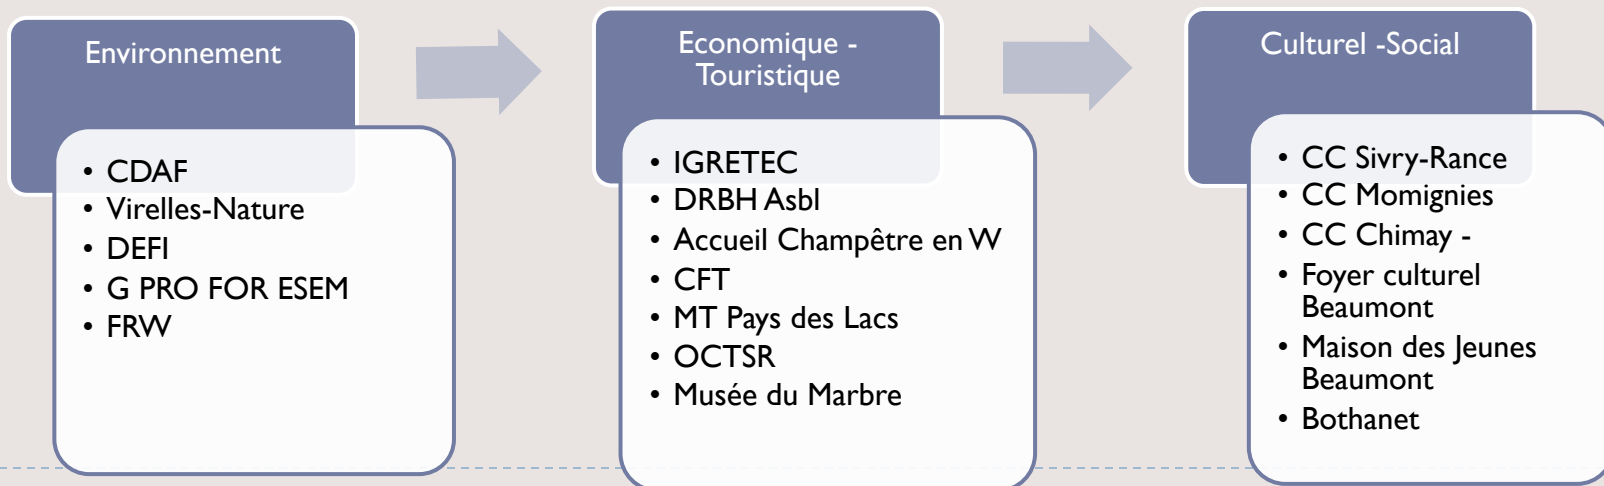 Environnement
• CDAF
• Virelles-Nature
• DEFI
• G PRO FOR ESEM
• FRW
Economique -
Touristique
• IGRETEC
• DRBH Asbl
• Accueil Champêtre en W
• CFT
• MT Pays des Lacs
• OCTSR
• Musée du Marbre
Culturel -Social
• CC Sivry-Rance
• CC Momignies
• CC Chimay -
• Foyer culturel
Beaumont
• Maison des Jeunes
Beaumont
• Bothanet